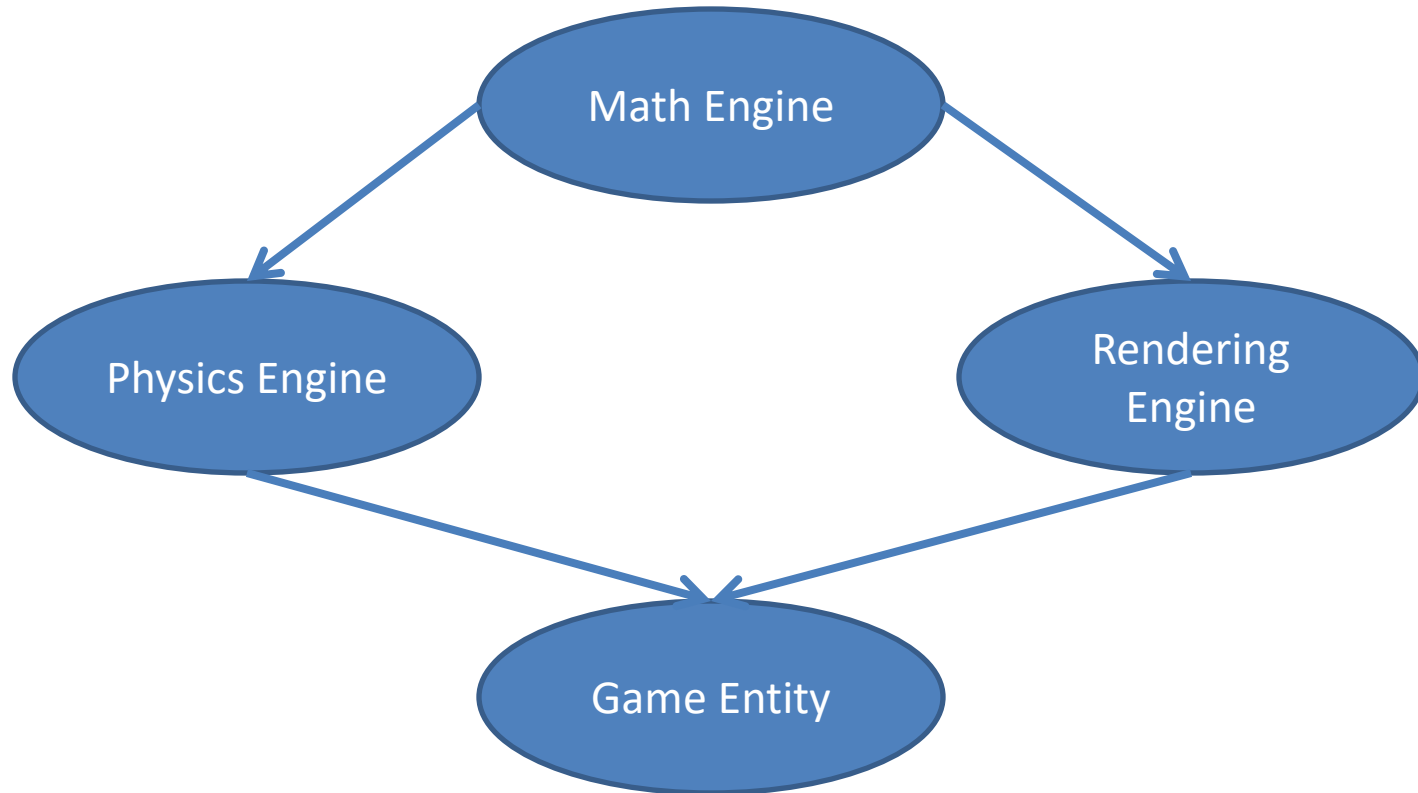 Math Engine
Physics Engine
Rendering
Engine
Game Entity